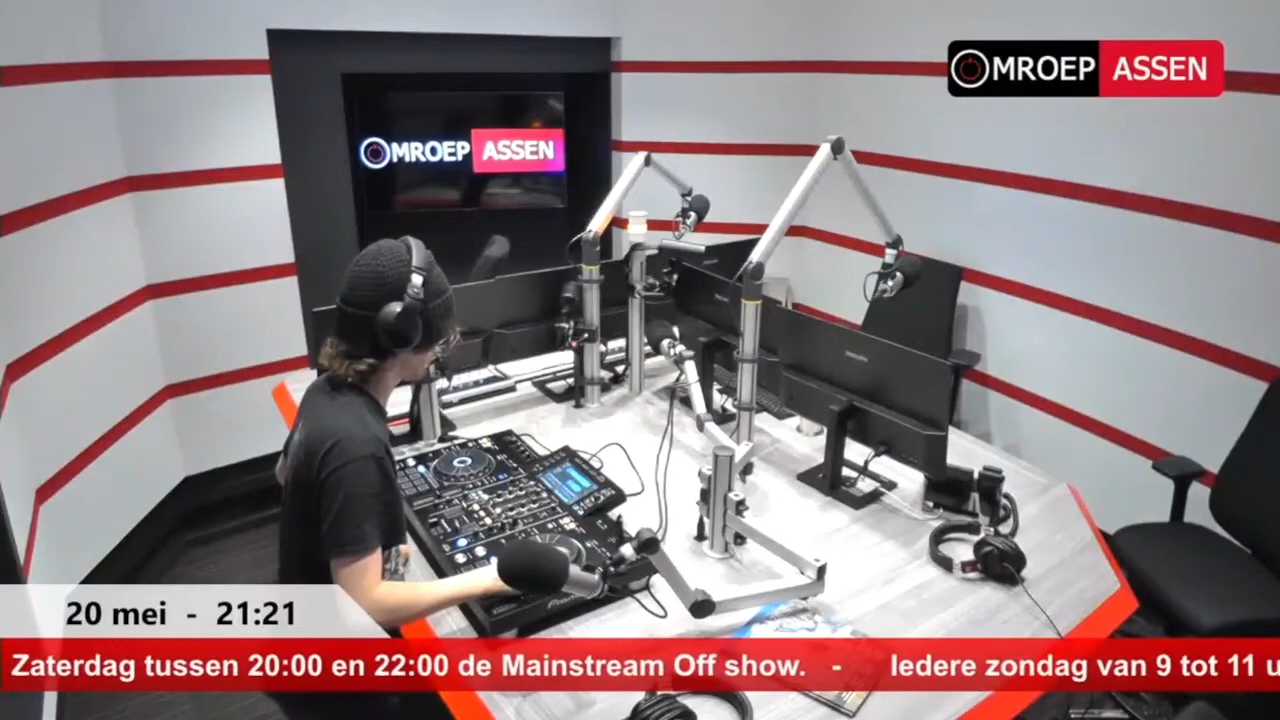 OMROEP ASSEN
OMROEP ASSEN
20 mei - 21:21
Zaterdag tussen 20:00 en 22:00 de Mainstream Off show. - Iedere zondag van 9 tot 11 u